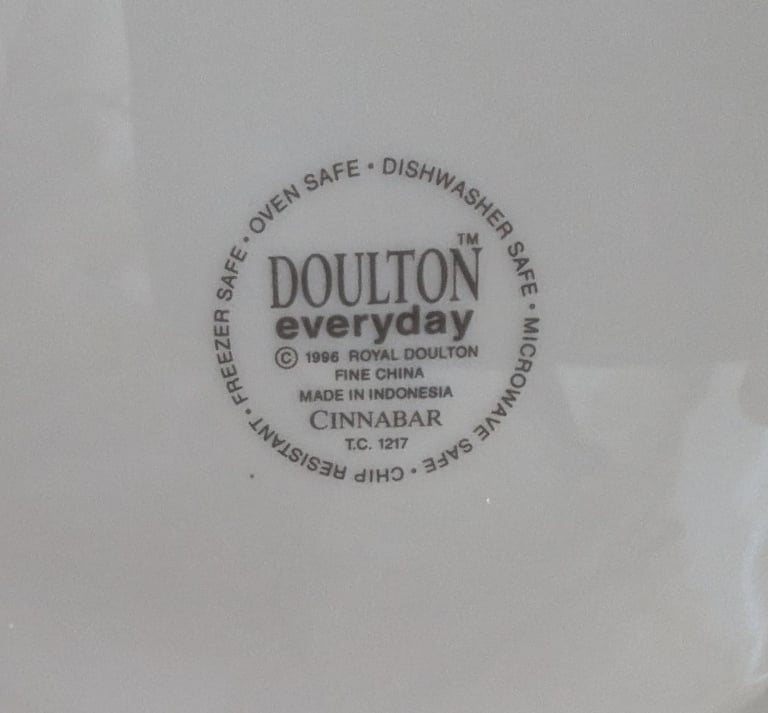 OVEN SAFE • DISHWASHER SAFE • MICROWAVE SAFE • CHIP RESISTANT • FREEZER SAFE •
DOULTON™
everyday
© 1996 ROYAL DOULTON
FINE CHINA
MADE IN INDONESIA
CINNABAR
T.C. 1217